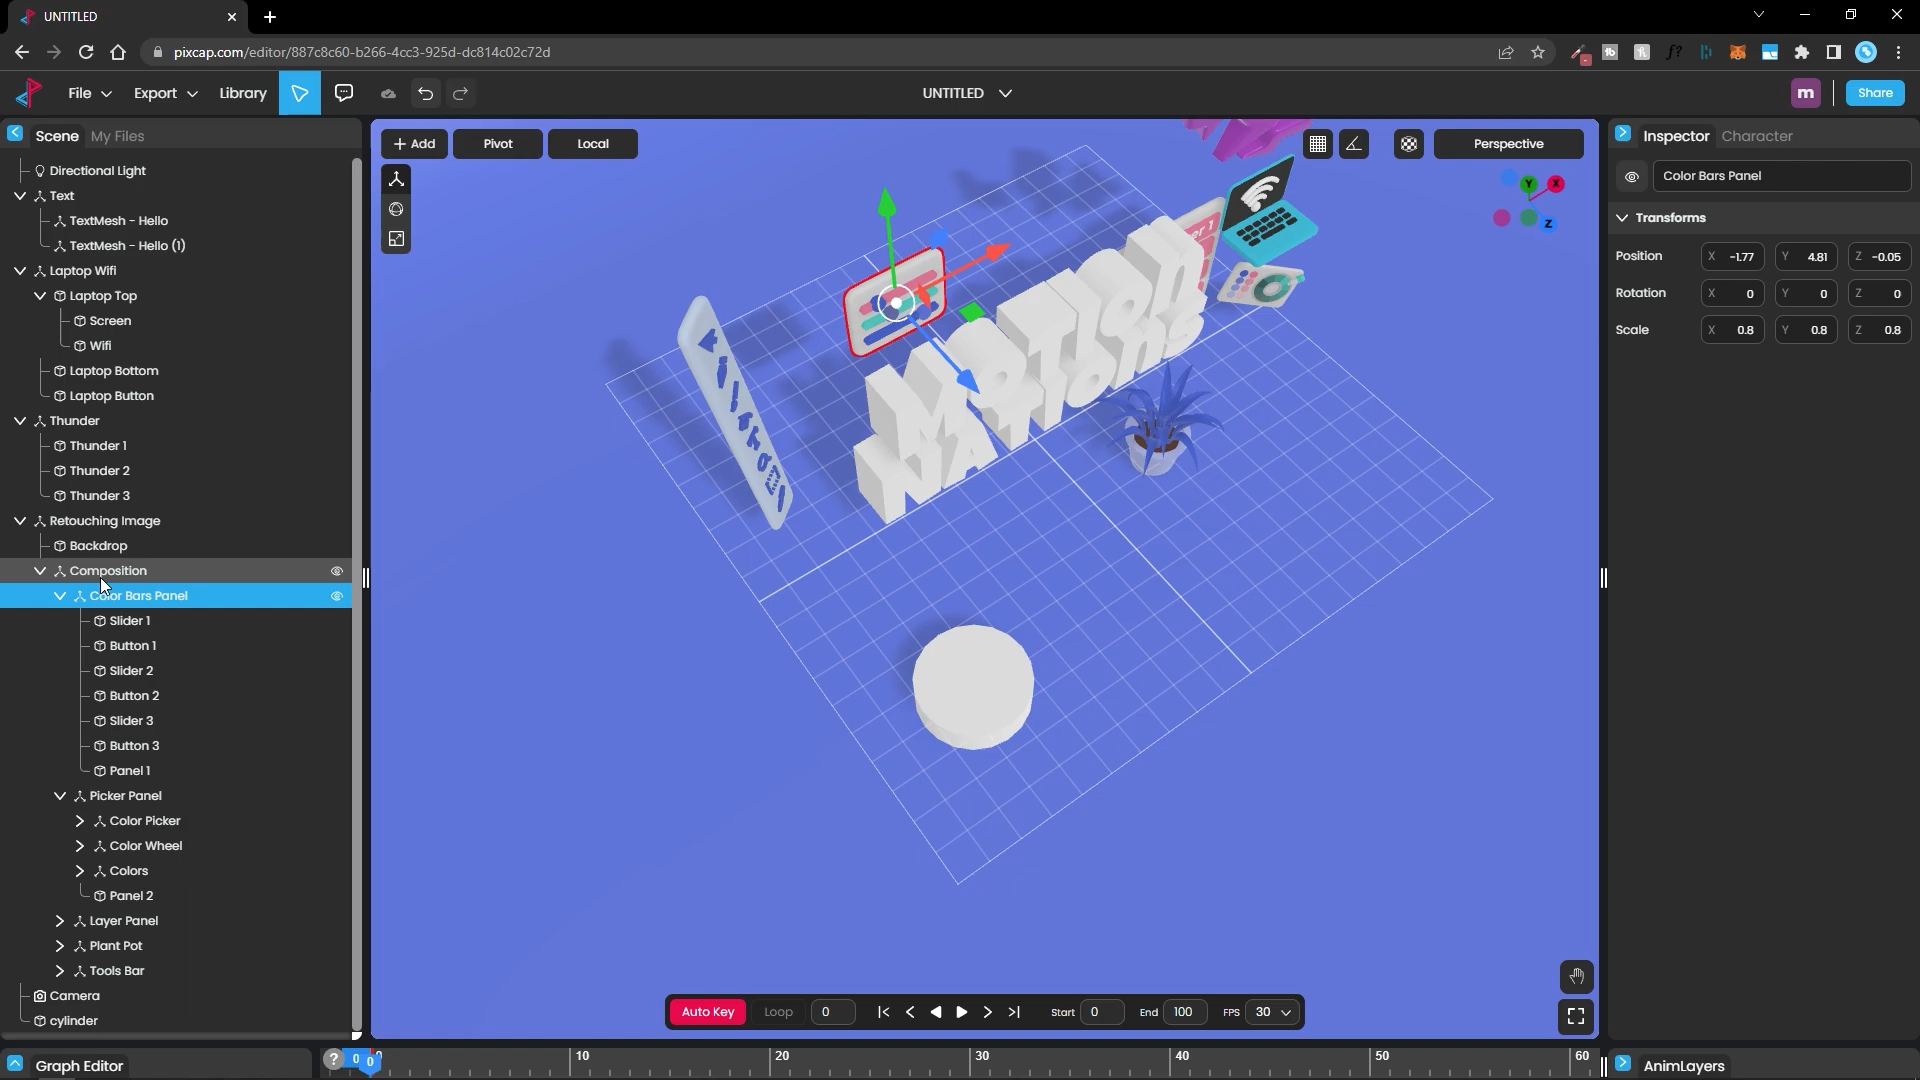 UNTITLED
pixcap.com/editor/887c8c60-b266-4cc3-925d-dc814c02c72d
File Export Library UNTITLED m Share
Scene My Files
+ Add Pivot Local Perspective
Inspector Character
Directional Light
Text
TextMesh - Hello
TextMesh - Hello (1)
Laptop Wifi
Laptop Top
Screen
Wifi
Laptop Bottom
Laptop Button
Thunder
Thunder 1
Thunder 2
Thunder 3
Retouching Image
Backdrop
Composition
Color Bars Panel
Slider 1
Button 1
Slider 2
Button 2
Slider 3
Button 3
Panel 1
Picker Panel
Color Picker
Color Wheel
Colors
Panel 2
Layer Panel
Plant Pot
Tools Bar
Camera
cylinder
Y X
Z
MOTION
Color Bars Panel
Transforms
Position X -1.77 Y 4.81 Z -0.05
Rotation X 0 Y 0 Z 0
Scale X 0.8 Y 0.8 Z 0.8
Auto Key Loop 0 Start 0 End 100 FPS 30
Graph Editor
? 0 0 10 20 30 40 50 60
AnimLayers